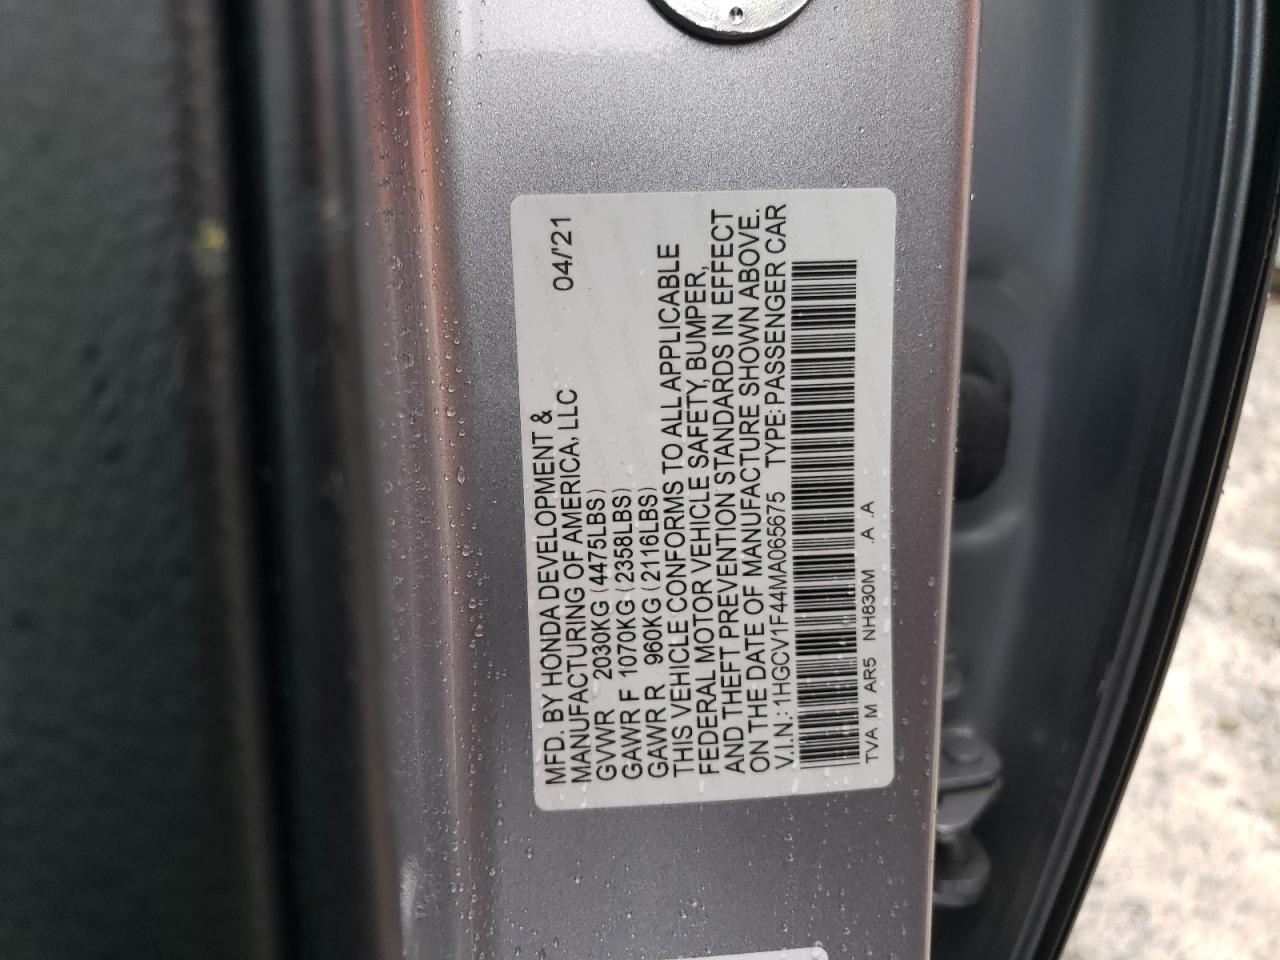 MFD. BY HONDA DEVELOPMENT &
MANUFACTURING OF AMERICA, LLC 04/'21
GVWR 2030KG (4475LBS)
GAWR F 1070KG (2358LBS)
GAWR R 960KG (2116LBS)
THIS VEHICLE CONFORMS TO ALL APPLICABLE
FEDERAL MOTOR VEHICLE SAFETY, BUMPER,
AND THEFT PREVENTION STANDARDS IN EFFECT
ON THE DATE OF MANUFACTURE SHOWN ABOVE.
V.I.N.: 1HGCV1F44MA065675 TYPE: PASSENGER CAR
TVA M AR5 NH830M .A .A